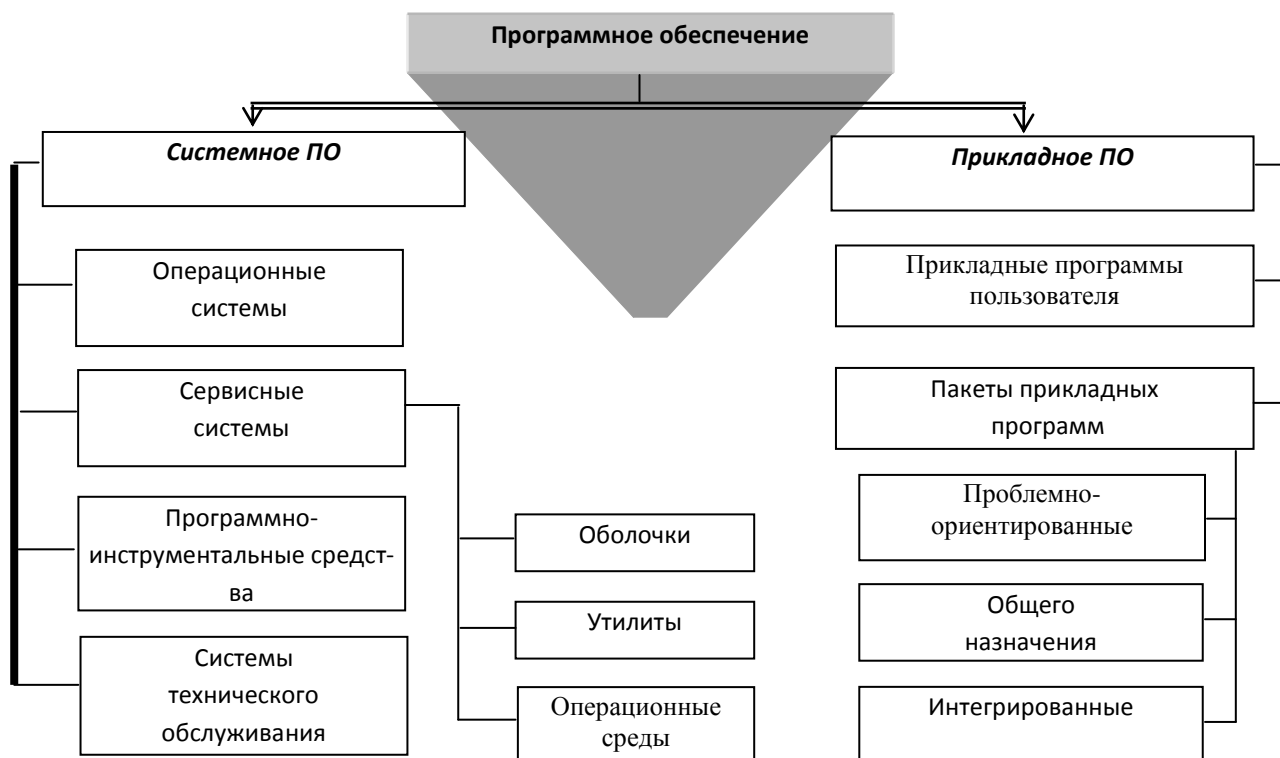 Программное обеспечение
Системное ПО
Операционные
системы
Сервисные
системы
Программно-
инструментальные средст-
ва
Системы
технического
обслуживания
Оболочки
Утилиты
Операционные
среды
Прикладное ПО
Прикладные программы
пользователя
Пакеты прикладных
программ
Проблемно-
ориентированные
Общего
назначения
Интегрированные